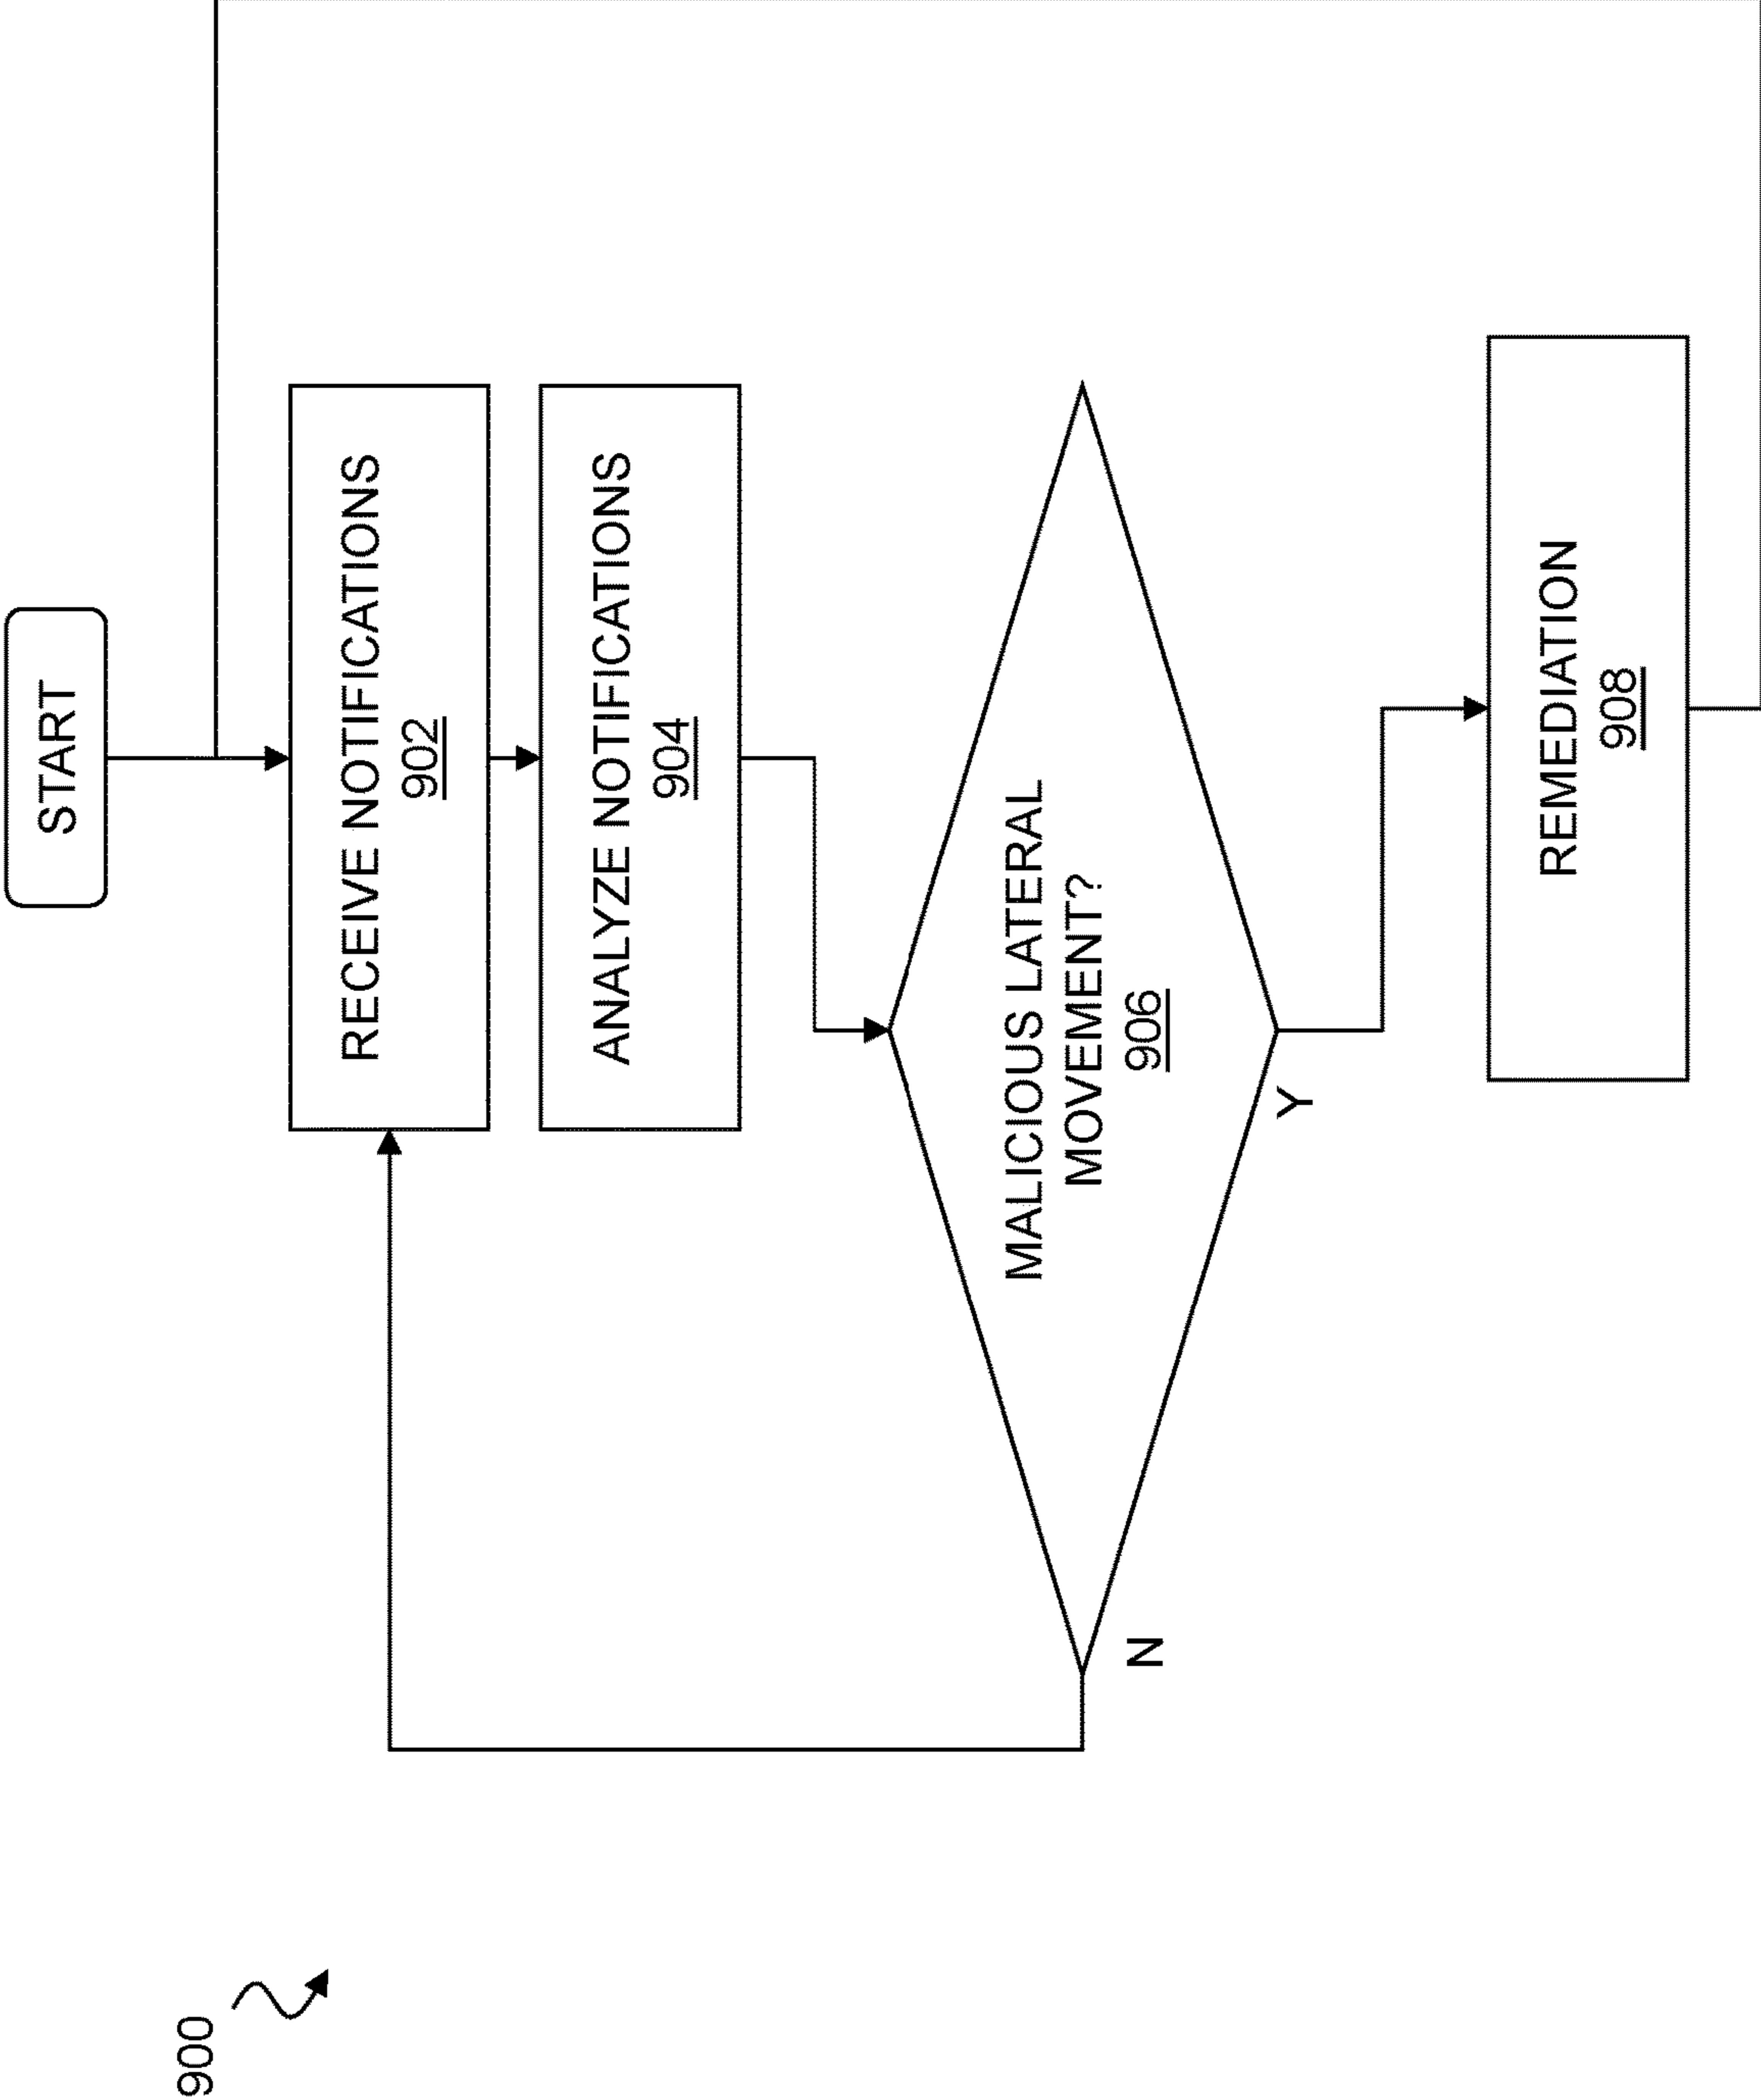 900
START
RECEIVE NOTIFICATIONS
902
ANALYZE NOTIFICATIONS
904
MALICIOUS LATERAL
MOVEMENT?
906
N
Y
REMEDIATION
908